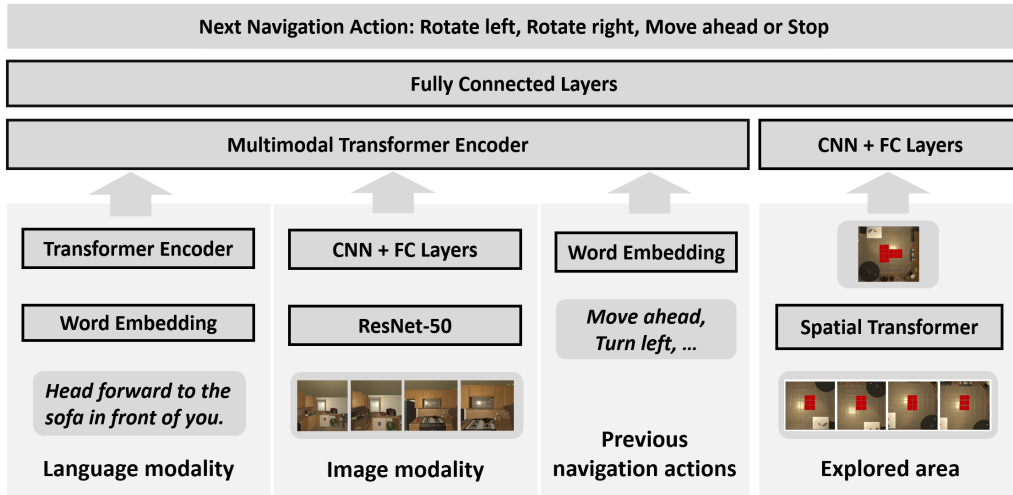 Next Navigation Action: Rotate left, Rotate right, Move ahead or Stop
Fully Connected Layers
Multimodal Transformer Encoder
CNN + FC Layers
Transformer Encoder
Word Embedding
Head forward to the
sofa in front of you.
Language modality
CNN + FC Layers
ResNet-50
Image modality
Word Embedding
Move ahead,
Turn left, ...
Previous
navigation actions
Spatial Transformer
Explored area